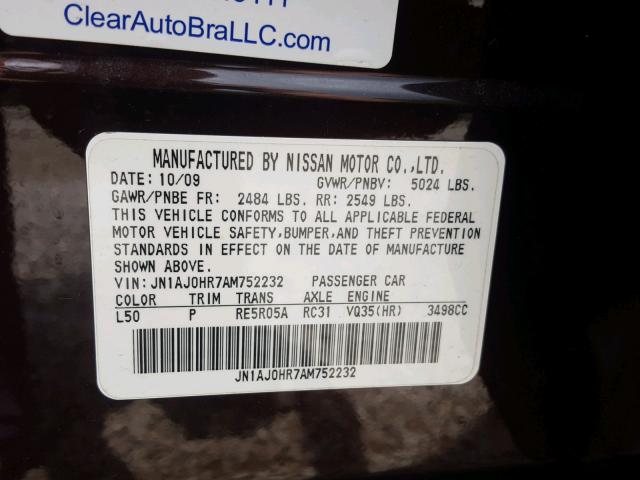 ClearAutoBraLLC.com
MANUFACTURED BY NISSAN MOTOR CO.,LTD.
DATE: 10/09 GVWR/PNBV: 5024 LBS.
GAWR/PNBE FR: 2484 LBS. RR: 2549 LBS.
THIS VEHICLE CONFORMS TO ALL APPLICABLE FEDERAL
MOTOR VEHICLE SAFETY,BUMPER,AND THEFT PREVENTION
STANDARDS IN EFFECT ON THE DATE OF MANUFACTURE
SHOWN ABOVE.
VIN: JN1AJ0HR7AM752232 PASSENGER CAR
COLOR TRIM TRANS AXLE ENGINE
L50 P RE5R05A RC31 VQ35(HR) 3498CC
JN1AJ0HR7AM752232